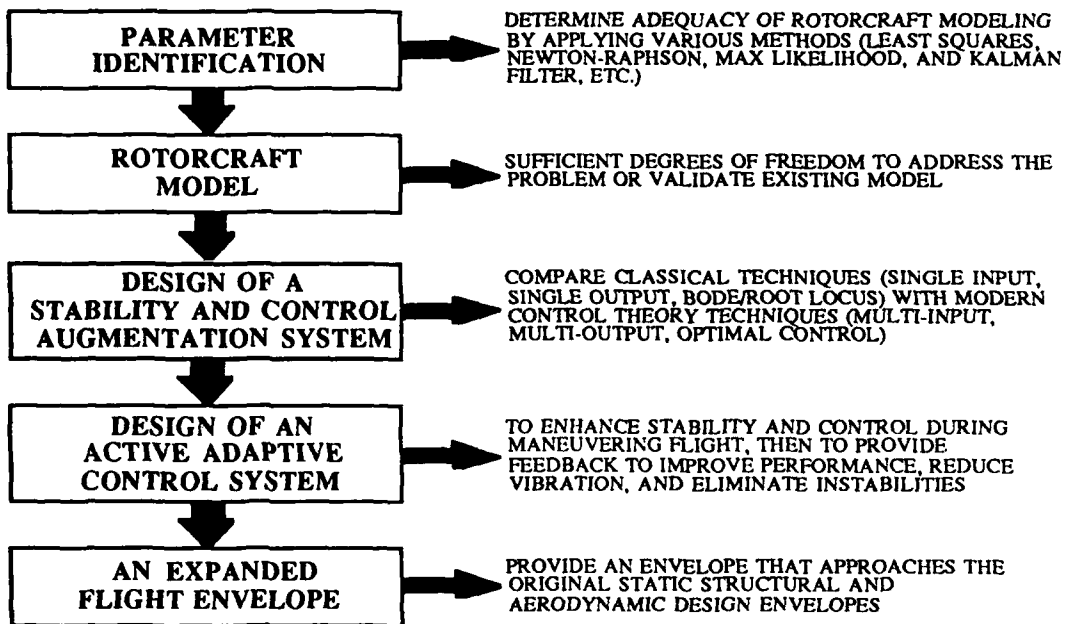 PARAMETER
IDENTIFICATION
DETERMINE ADEQUACY OF ROTORCRAFT MODELING
BY APPLYING VARIOUS METHODS (LEAST SQUARES,
NEWTON-RAPHSON, MAX LIKELIHOOD, AND KALMAN
FILTER, ETC.)
ROTORCRAFT
MODEL
SUFFICIENT DEGREES OF FREEDOM TO ADDRESS THE
PROBLEM OR VALIDATE EXISTING MODEL
DESIGN OF A
STABILITY AND CONTROL
AUGMENTATION SYSTEM
COMPARE CLASSICAL TECHNIQUES (SINGLE INPUT,
SINGLE OUTPUT, BODE/ROOT LOCUS) WITH MODERN
CONTROL THEORY TECHNIQUES (MULTI-INPUT,
MULTI-OUTPUT, OPTIMAL CONTROL)
DESIGN OF AN
ACTIVE ADAPTIVE
CONTROL SYSTEM
TO ENHANCE STABILITY AND CONTROL DURING
MANEUVERING FLIGHT, THEN TO PROVIDE
FEEDBACK TO IMPROVE PERFORMANCE, REDUCE
VIBRATION, AND ELIMINATE INSTABILITIES
AN EXPANDED
FLIGHT ENVELOPE
PROVIDE AN ENVELOPE THAT APPROACHES THE
ORIGINAL STATIC STRUCTURAL AND
AERODYNAMIC DESIGN ENVELOPES